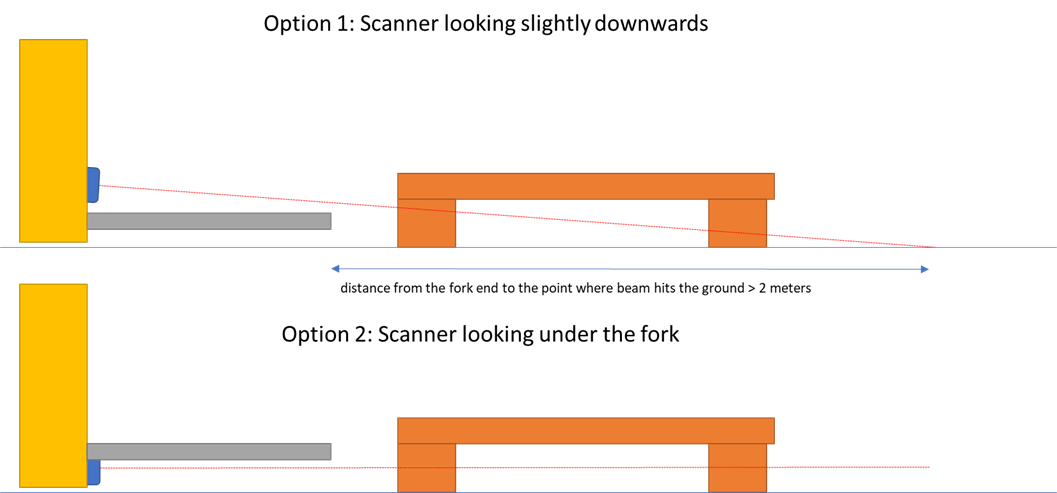 Option 1: Scanner looking slightly downwards
distance from the fork end to the point where beam hits the ground > 2 meters
Option 2: Scanner looking under the fork